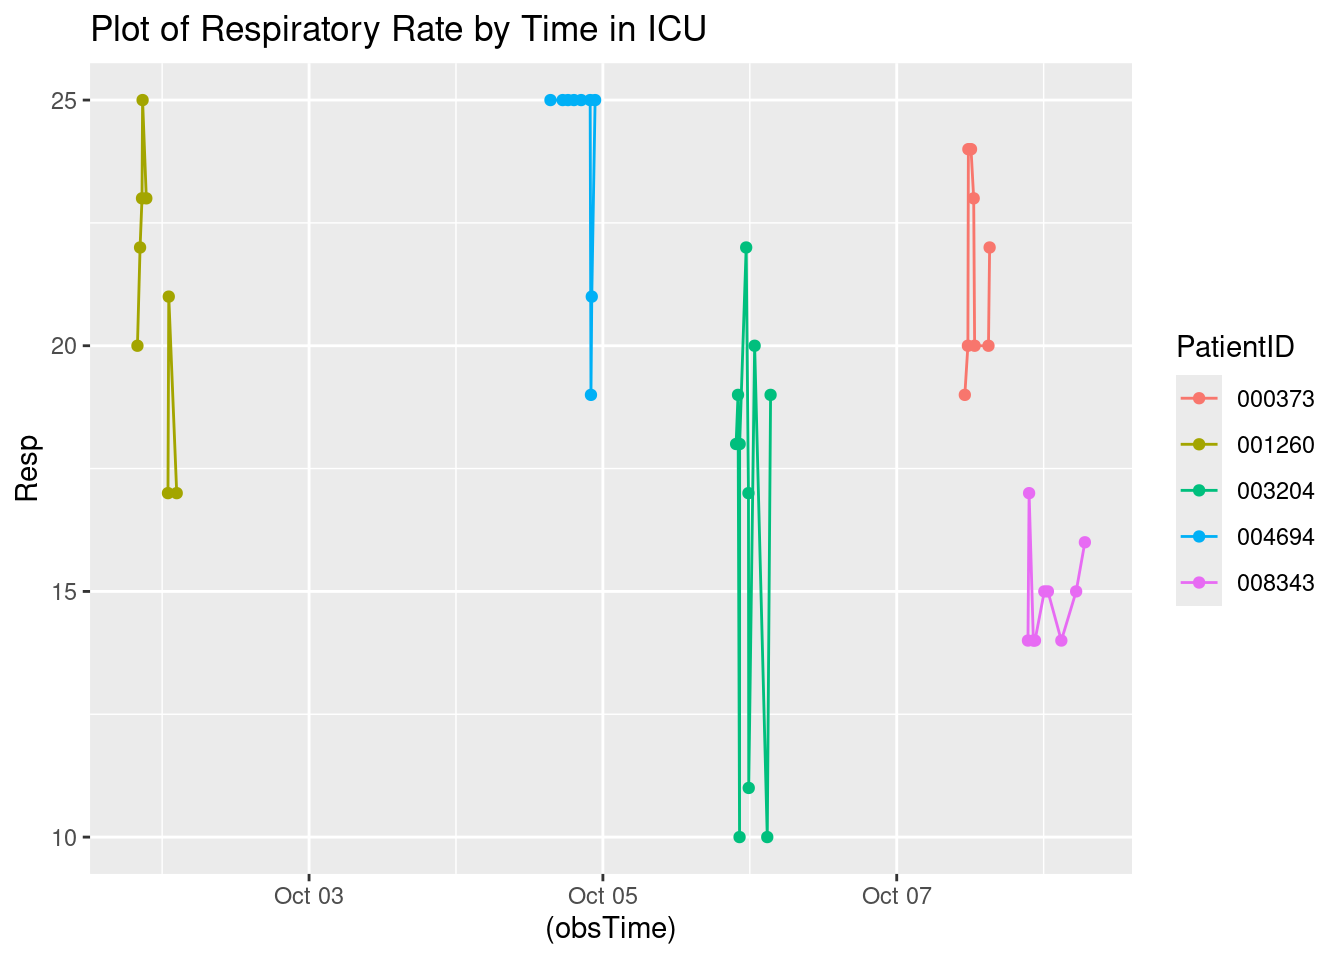 Plot of Respiratory Rate by Time in ICU
25
20
15
10
Resp
Oct 03 Oct 05 Oct 07
(obsTime)
PatientID
000373
001260
003204
004694
008343